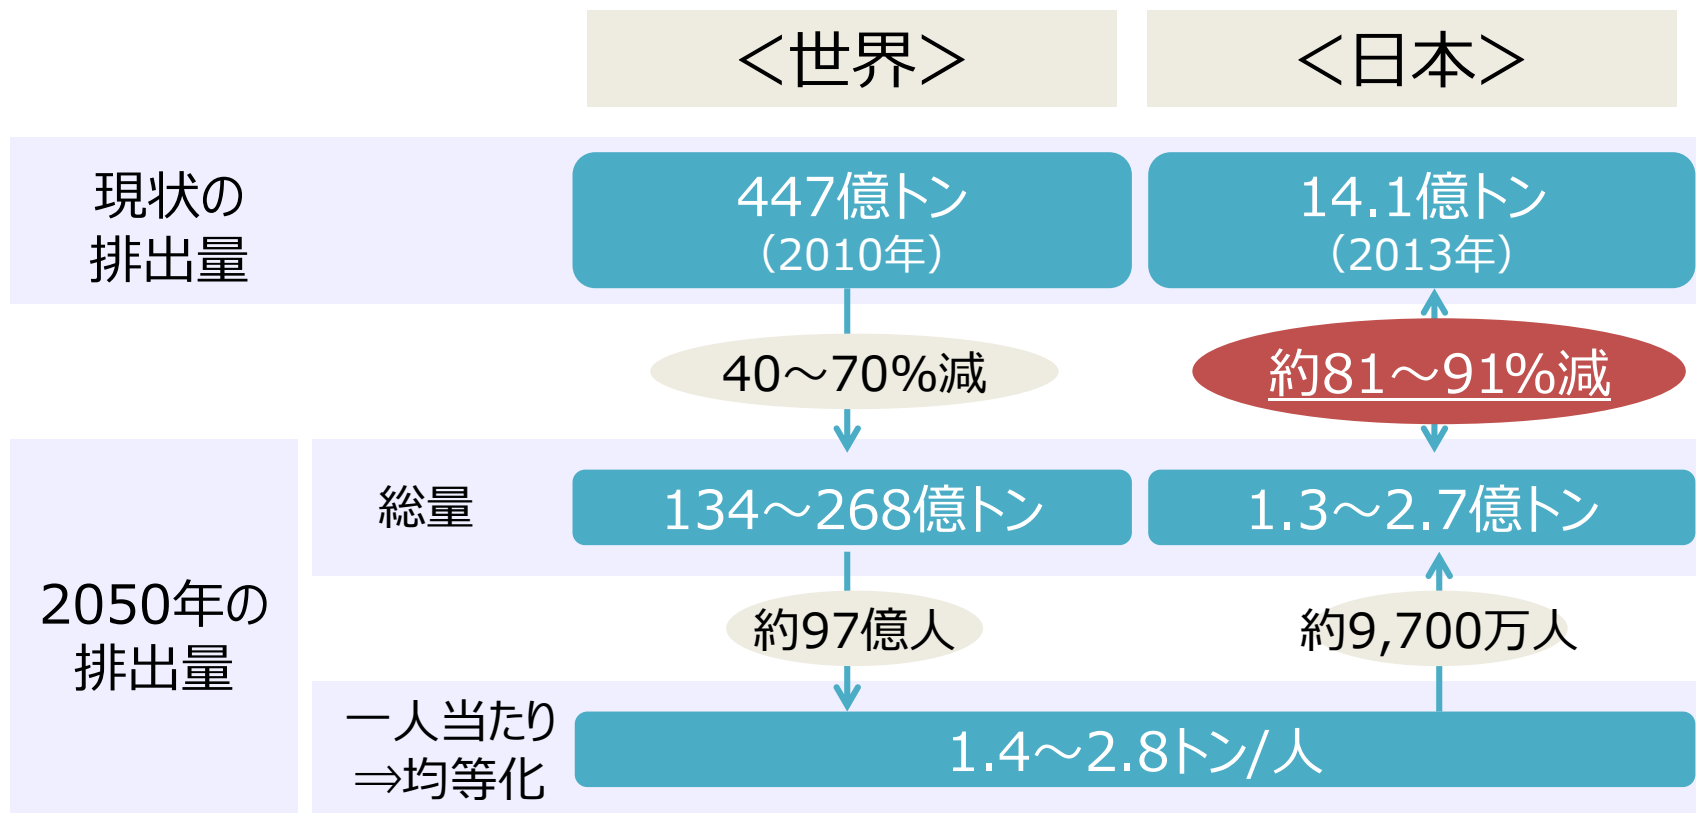 ＜世界＞
＜日本＞
現状の
排出量
447億トン
（2010年）
14.1億トン
（2013年）
40～70%減
約81～91%減
2050年の
排出量
総量
134～268億トン
1.3～2.7億トン
約97億人
約9,700万人
一人当たり
⇒均等化
1.4～2.8トン/人